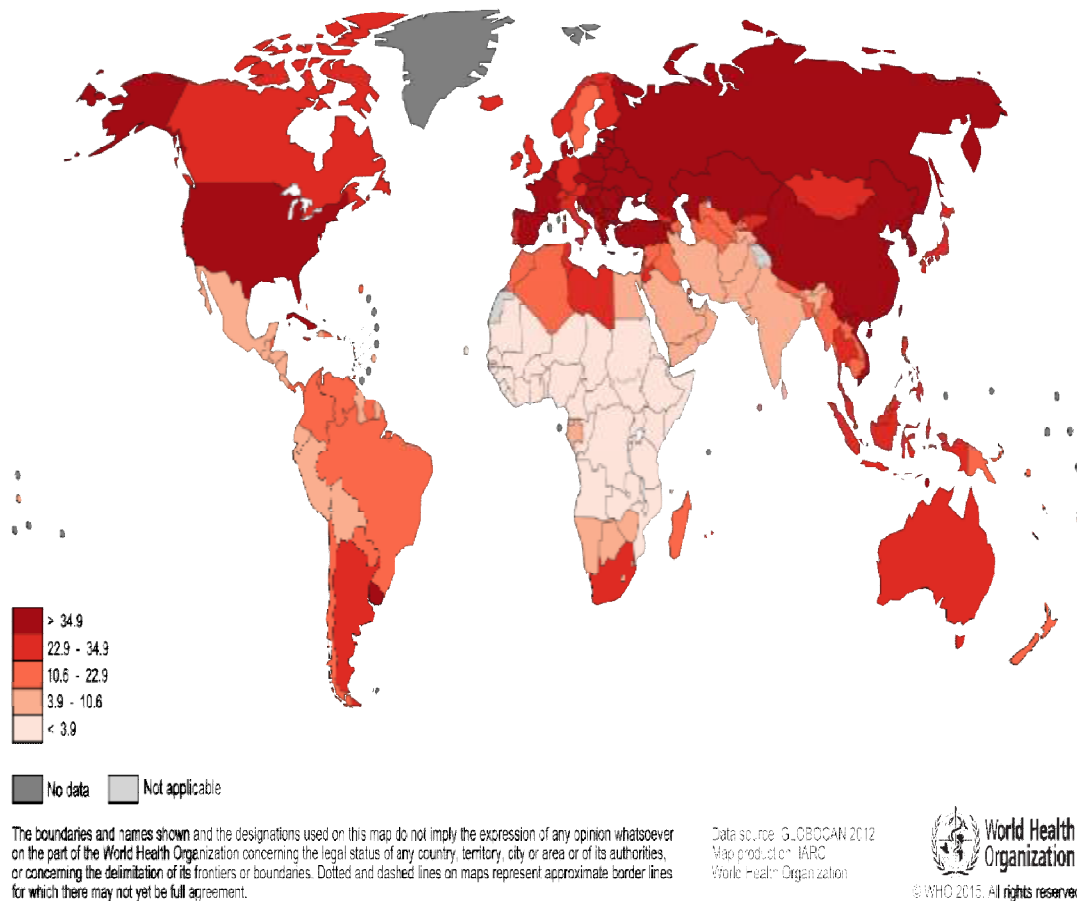 > 34.9
22.9 - 34.9
10.6 - 22.9
3.9 - 10.6
< 3.9
No data
Not applicable
The boundaries and names shown and the designations used on this map do not imply the expression of any opinion whatsoever
on the part of the World Health Organization concerning the legal status of any country, territory, city or area or of its authorities,
or concerning the delimitation of its frontiers or boundaries. Dotted and dashed lines on maps represent approximate border lines
for which there may not yet be full agreement.
Data source: GLOBOCAN 2012
Map production: IARC
World Health Organization
World Health
Organization
© WHO 2015. All rights reserved